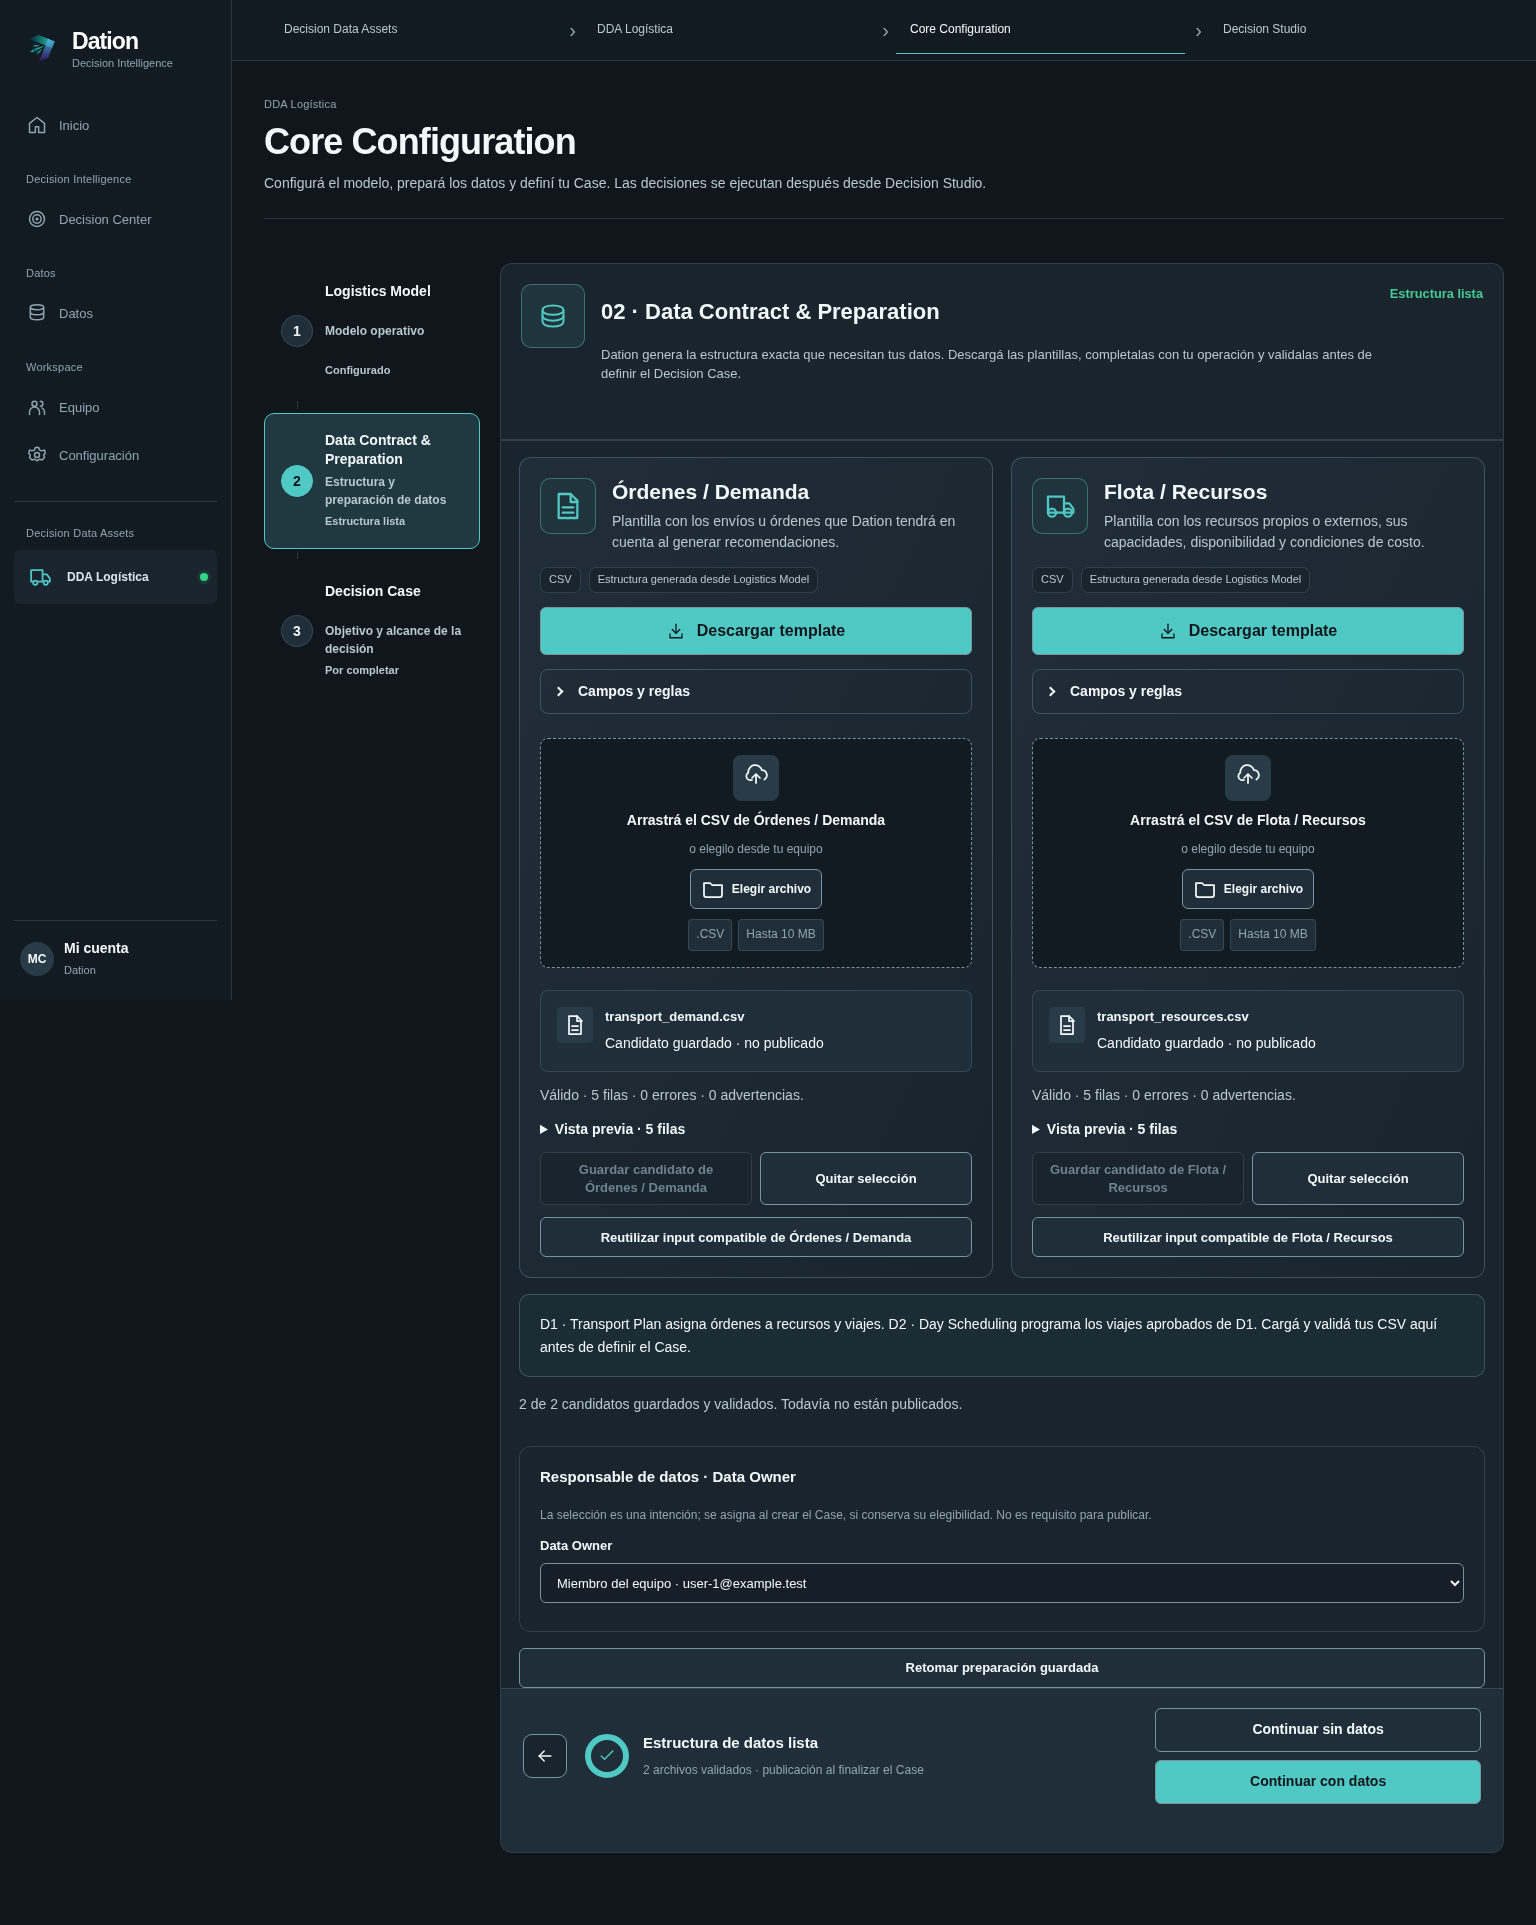 Dation
Decision Intelligence
Inicio
Decision Intelligence
Decision Center
Datos
Datos
Workspace
Equipo
Configuración
Decision Data Assets
DDA Logística
MC
Mi cuenta
Dation
Decision Data Assets
DDA Logística
Core Configuration
Decision Studio
DDA Logística
Core Configuration
Configurá el modelo, prepará los datos y definí tu Case. Las decisiones se ejecutan después desde Decision Studio.
Logistics Model
1
Modelo operativo
Configurado
Data Contract &
Preparation
2
Estructura y
preparación de datos
Estructura lista
Decision Case
3
Objetivo y alcance de la
decisión
Por completar
02 · Data Contract & Preparation
Estructura lista
Dation genera la estructura exacta que necesitan tus datos. Descargá las plantillas, completalas con tu operación y validalas antes de
definir el Decision Case.
Órdenes / Demanda
Plantilla con los envíos u órdenes que Dation tendrá en
cuenta al generar recomendaciones.
CSV
Estructura generada desde Logistics Model
Descargar template
Campos y reglas
Arrastrá el CSV de Órdenes / Demanda
o elegilo desde tu equipo
Elegir archivo
.CSV
Hasta 10 MB
transport_demand.csv
Candidato guardado · no publicado
Válido · 5 filas · 0 errores · 0 advertencias.
Vista previa · 5 filas
Guardar candidato de
Órdenes / Demanda
Quitar selección
Reutilizar input compatible de Órdenes / Demanda
Flota / Recursos
Plantilla con los recursos propios o externos, sus
capacidades, disponibilidad y condiciones de costo.
CSV
Estructura generada desde Logistics Model
Descargar template
Campos y reglas
Arrastrá el CSV de Flota / Recursos
o elegilo desde tu equipo
Elegir archivo
.CSV
Hasta 10 MB
transport_resources.csv
Candidato guardado · no publicado
Válido · 5 filas · 0 errores · 0 advertencias.
Vista previa · 5 filas
Guardar candidato de Flota /
Recursos
Quitar selección
Reutilizar input compatible de Flota / Recursos
D1 · Transport Plan asigna órdenes a recursos y viajes. D2 · Day Scheduling programa los viajes aprobados de D1. Cargá y validá tus CSV aquí
antes de definir el Case.
2 de 2 candidatos guardados y validados. Todavía no están publicados.
Responsable de datos · Data Owner
La selección es una intención; se asigna al crear el Case, si conserva su elegibilidad. No es requisito para publicar.
Data Owner
Miembro del equipo · user-1@example.test
Retomar preparación guardada
Estructura de datos lista
2 archivos validados · publicación al finalizar el Case
Continuar sin datos
Continuar con datos